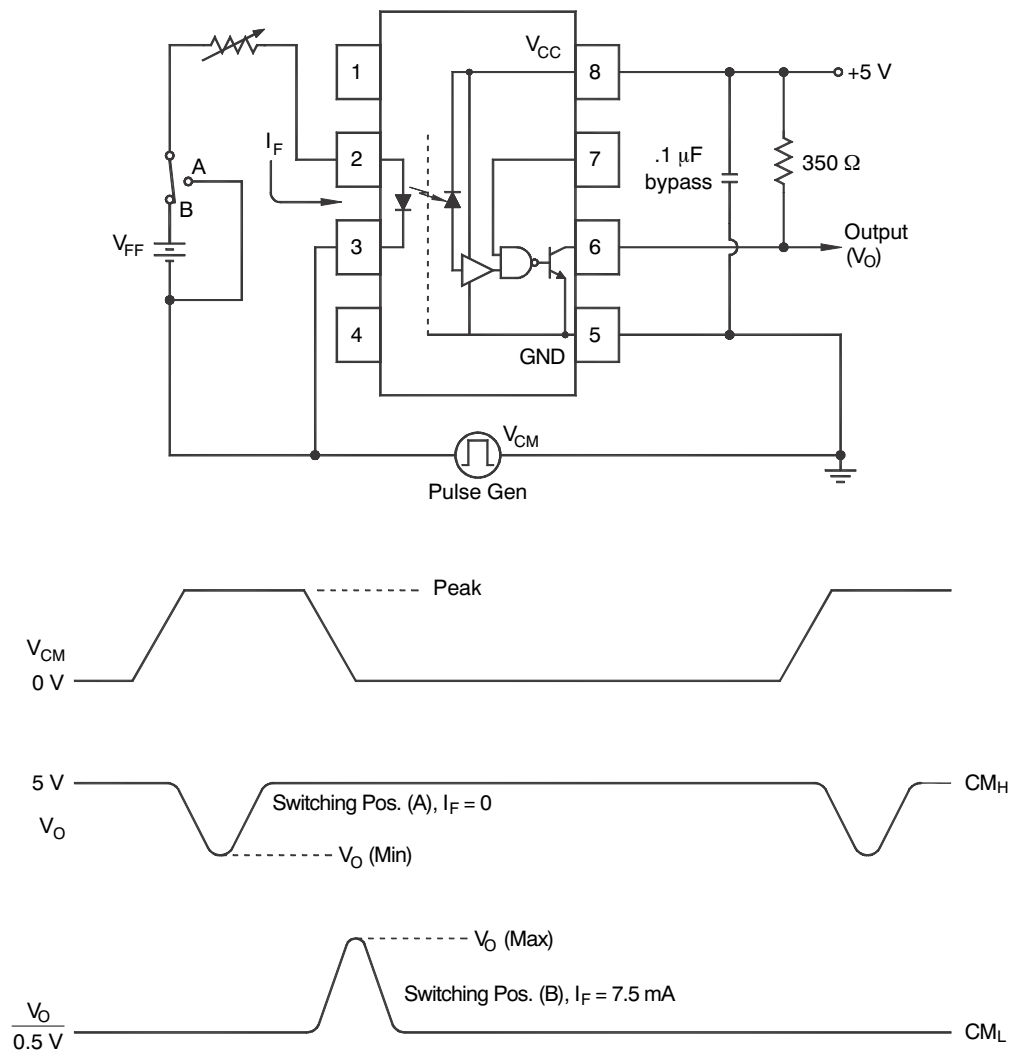 V_CC
1
8
+5 V
I_F
2
7
.1 μF
bypass
350 Ω
A
B
V_FF
3
6
Output
(V_O)
4
5
GND
V_CM
Pulse Gen
Peak
V_CM
0 V
5 V
Switching Pos. (A), I_F = 0
CM_H
V_O
V_O (Min)
V_O (Max)
Switching Pos. (B), I_F = 7.5 mA
V_O
0.5 V
CM_L